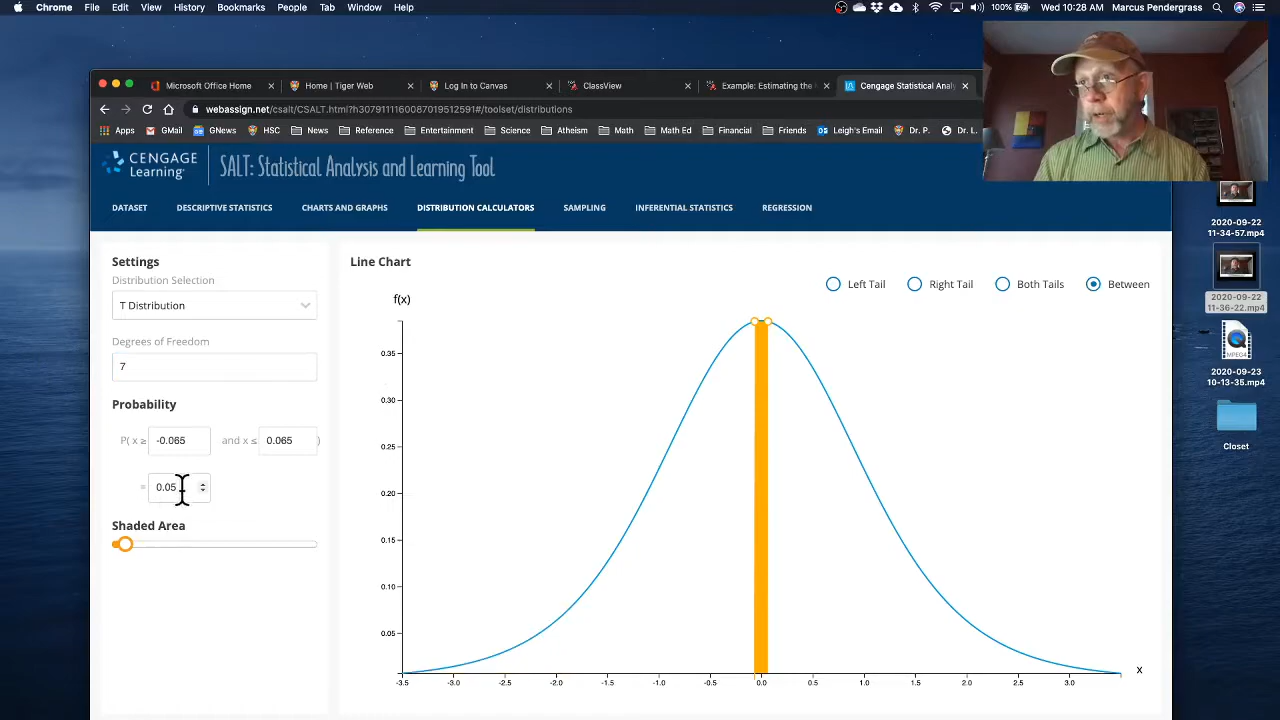 Chrome File Edit View History Bookmarks People Tab Window Help
100% Wed 10:28 AM Marcus Pendergrass
Microsoft Office Home
Home | Tiger Web
Log In to Canvas
ClassView
Example: Estimating the
Cengage Statistical Anal
webassign.net/csalt/CSALT.html?h3079111160087019512591#/toolset/distributions
Apps GMail GNews HSC News Reference Entertainment Science Atheism Math Math Ed Financial Friends Leigh's Email Dr. P. Dr. L.
CENGAGE
Learning
SALT: Statistical Analysis and Learning Tool
DATASET DESCRIPTIVE STATISTICS CHARTS AND GRAPHS DISTRIBUTION CALCULATORS SAMPLING INFERENTIAL STATISTICS REGRESSION
Settings
Distribution Selection
T Distribution
Degrees of Freedom
7
Probability
P( x ≥ -0.065 and x ≤ 0.065 )
= 0.05
Shaded Area
Line Chart
Left Tail Right Tail Both Tails Between
f(x)
0.35
0.30
0.25
0.20
0.15
0.10
0.05
-3.5 -3.0 -2.5 -2.0 -1.5 -1.0 -0.5 0.0 0.5 1.0 1.5 2.0 2.5 3.0
x
2020-09-22
11-34-57.mp4
2020-09-22
11-36-22.mp4
MPEG4
2020-09-23
10-13-35.mp4
Closet